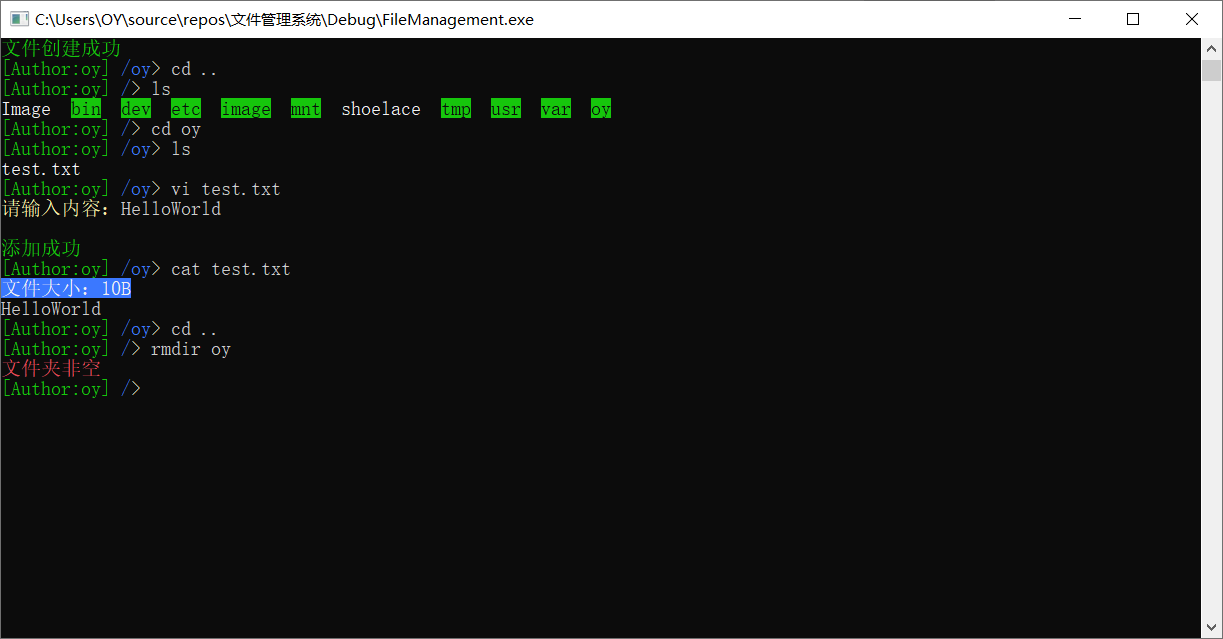 C:\Users\OY\source\repos\文件管理系统\Debug\FileManagement.exe
文件创建成功
[Author:oy] /oy> cd ..
[Author:oy] /> ls
Image bin dev etc image mnt shoelace tmp usr var oy
[Author:oy] /> cd oy
[Author:oy] /oy> ls
test.txt
[Author:oy] /oy> vi test.txt
请输入内容：HelloWorld
添加成功
[Author:oy] /oy> cat test.txt
文件大小：10B
HelloWorld
[Author:oy] /oy> cd ..
[Author:oy] /> rmdir oy
文件夹非空
[Author:oy] />